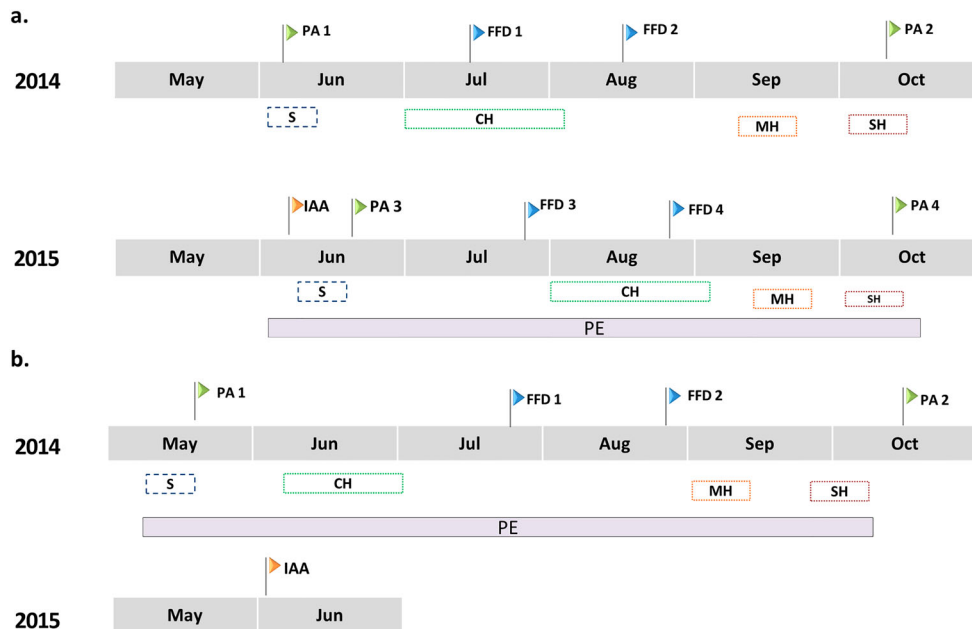 a.
PA 1 FFD 1 FFD 2 PA 2
2014 May Jun Jul Aug Sep Oct
S CH MH SH
IAA PA 3 FFD 3 FFD 4 PA 4
2015 May Jun Jul Aug Sep Oct
S CH MH SH
PE
b.
PA 1 FFD 1 FFD 2 PA 2
2014 May Jun Jul Aug Sep Oct
S CH MH SH
PE
IAA
2015 May Jun